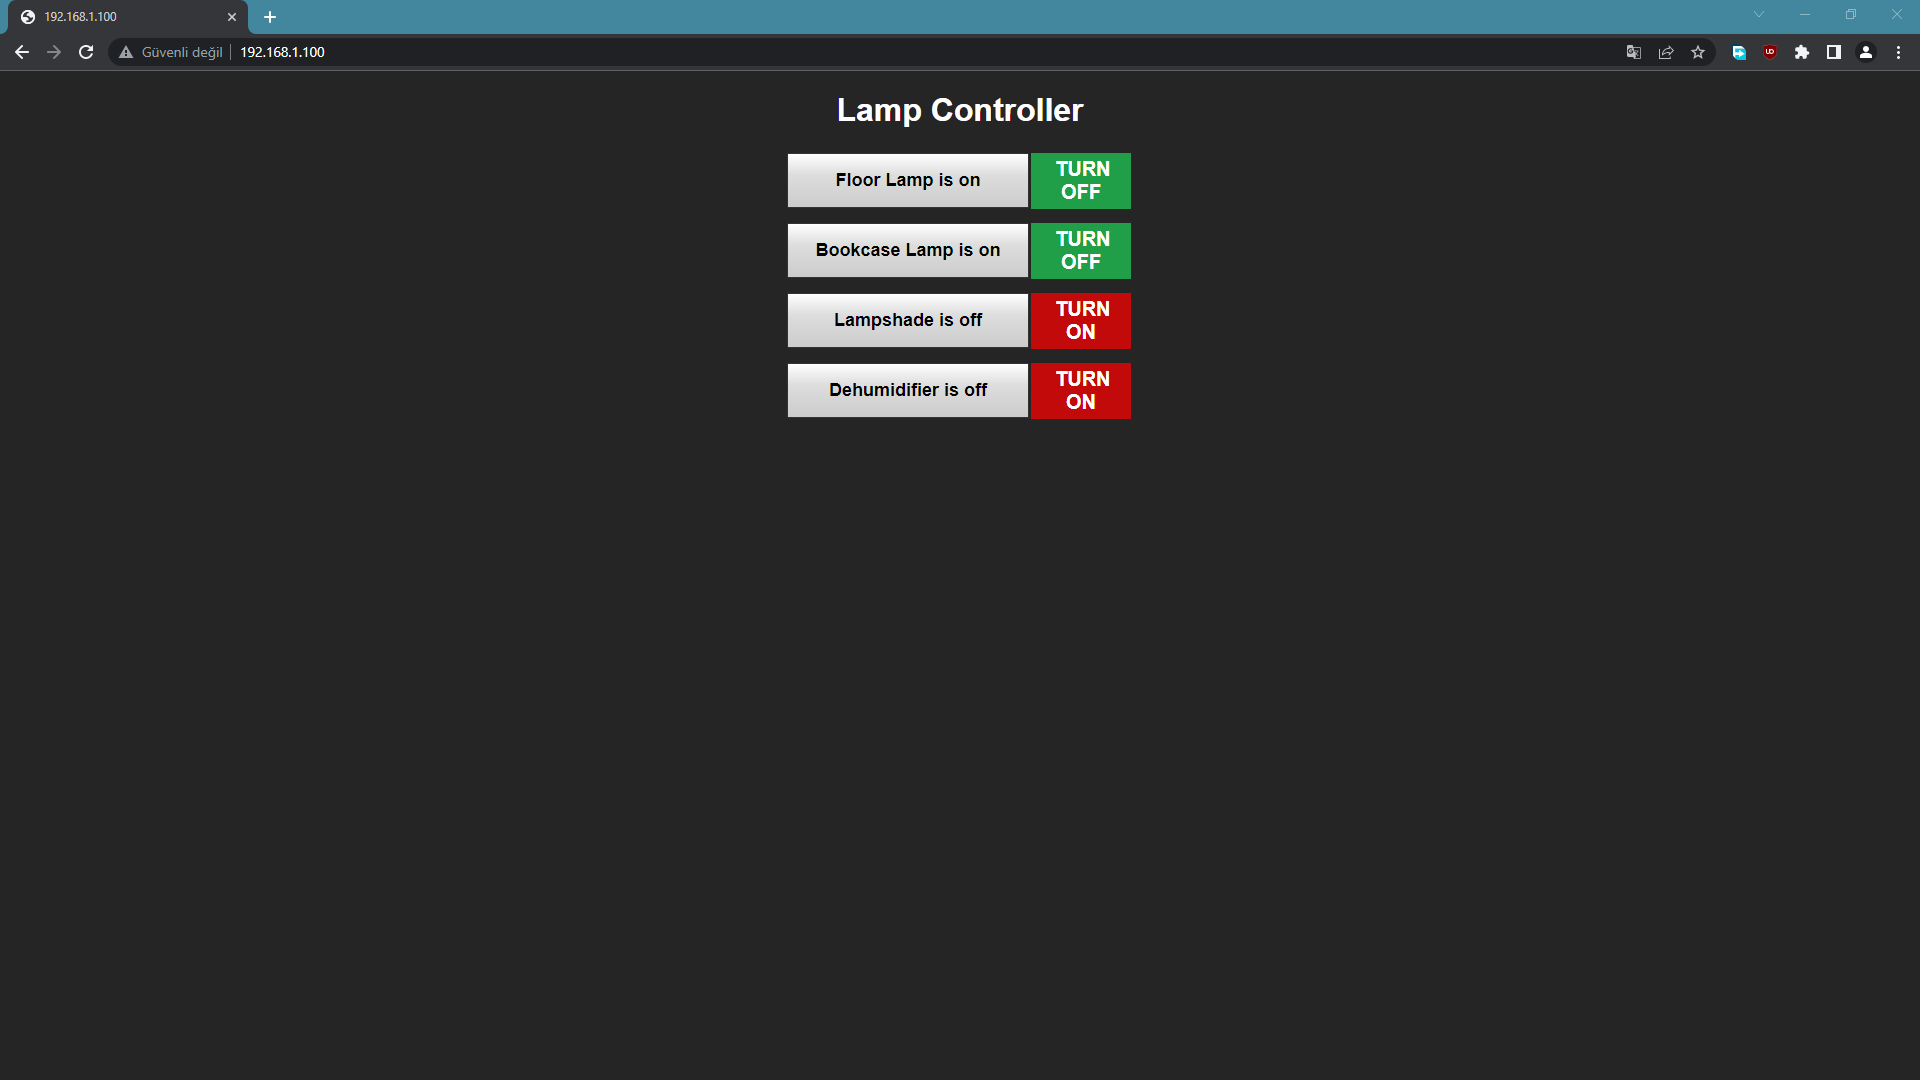 192.168.1.100
Güvenli değil 192.168.1.100
Lamp Controller
Floor Lamp is on
TURN
OFF
Bookcase Lamp is on
TURN
OFF
Lampshade is off
TURN
ON
Dehumidifier is off
TURN
ON